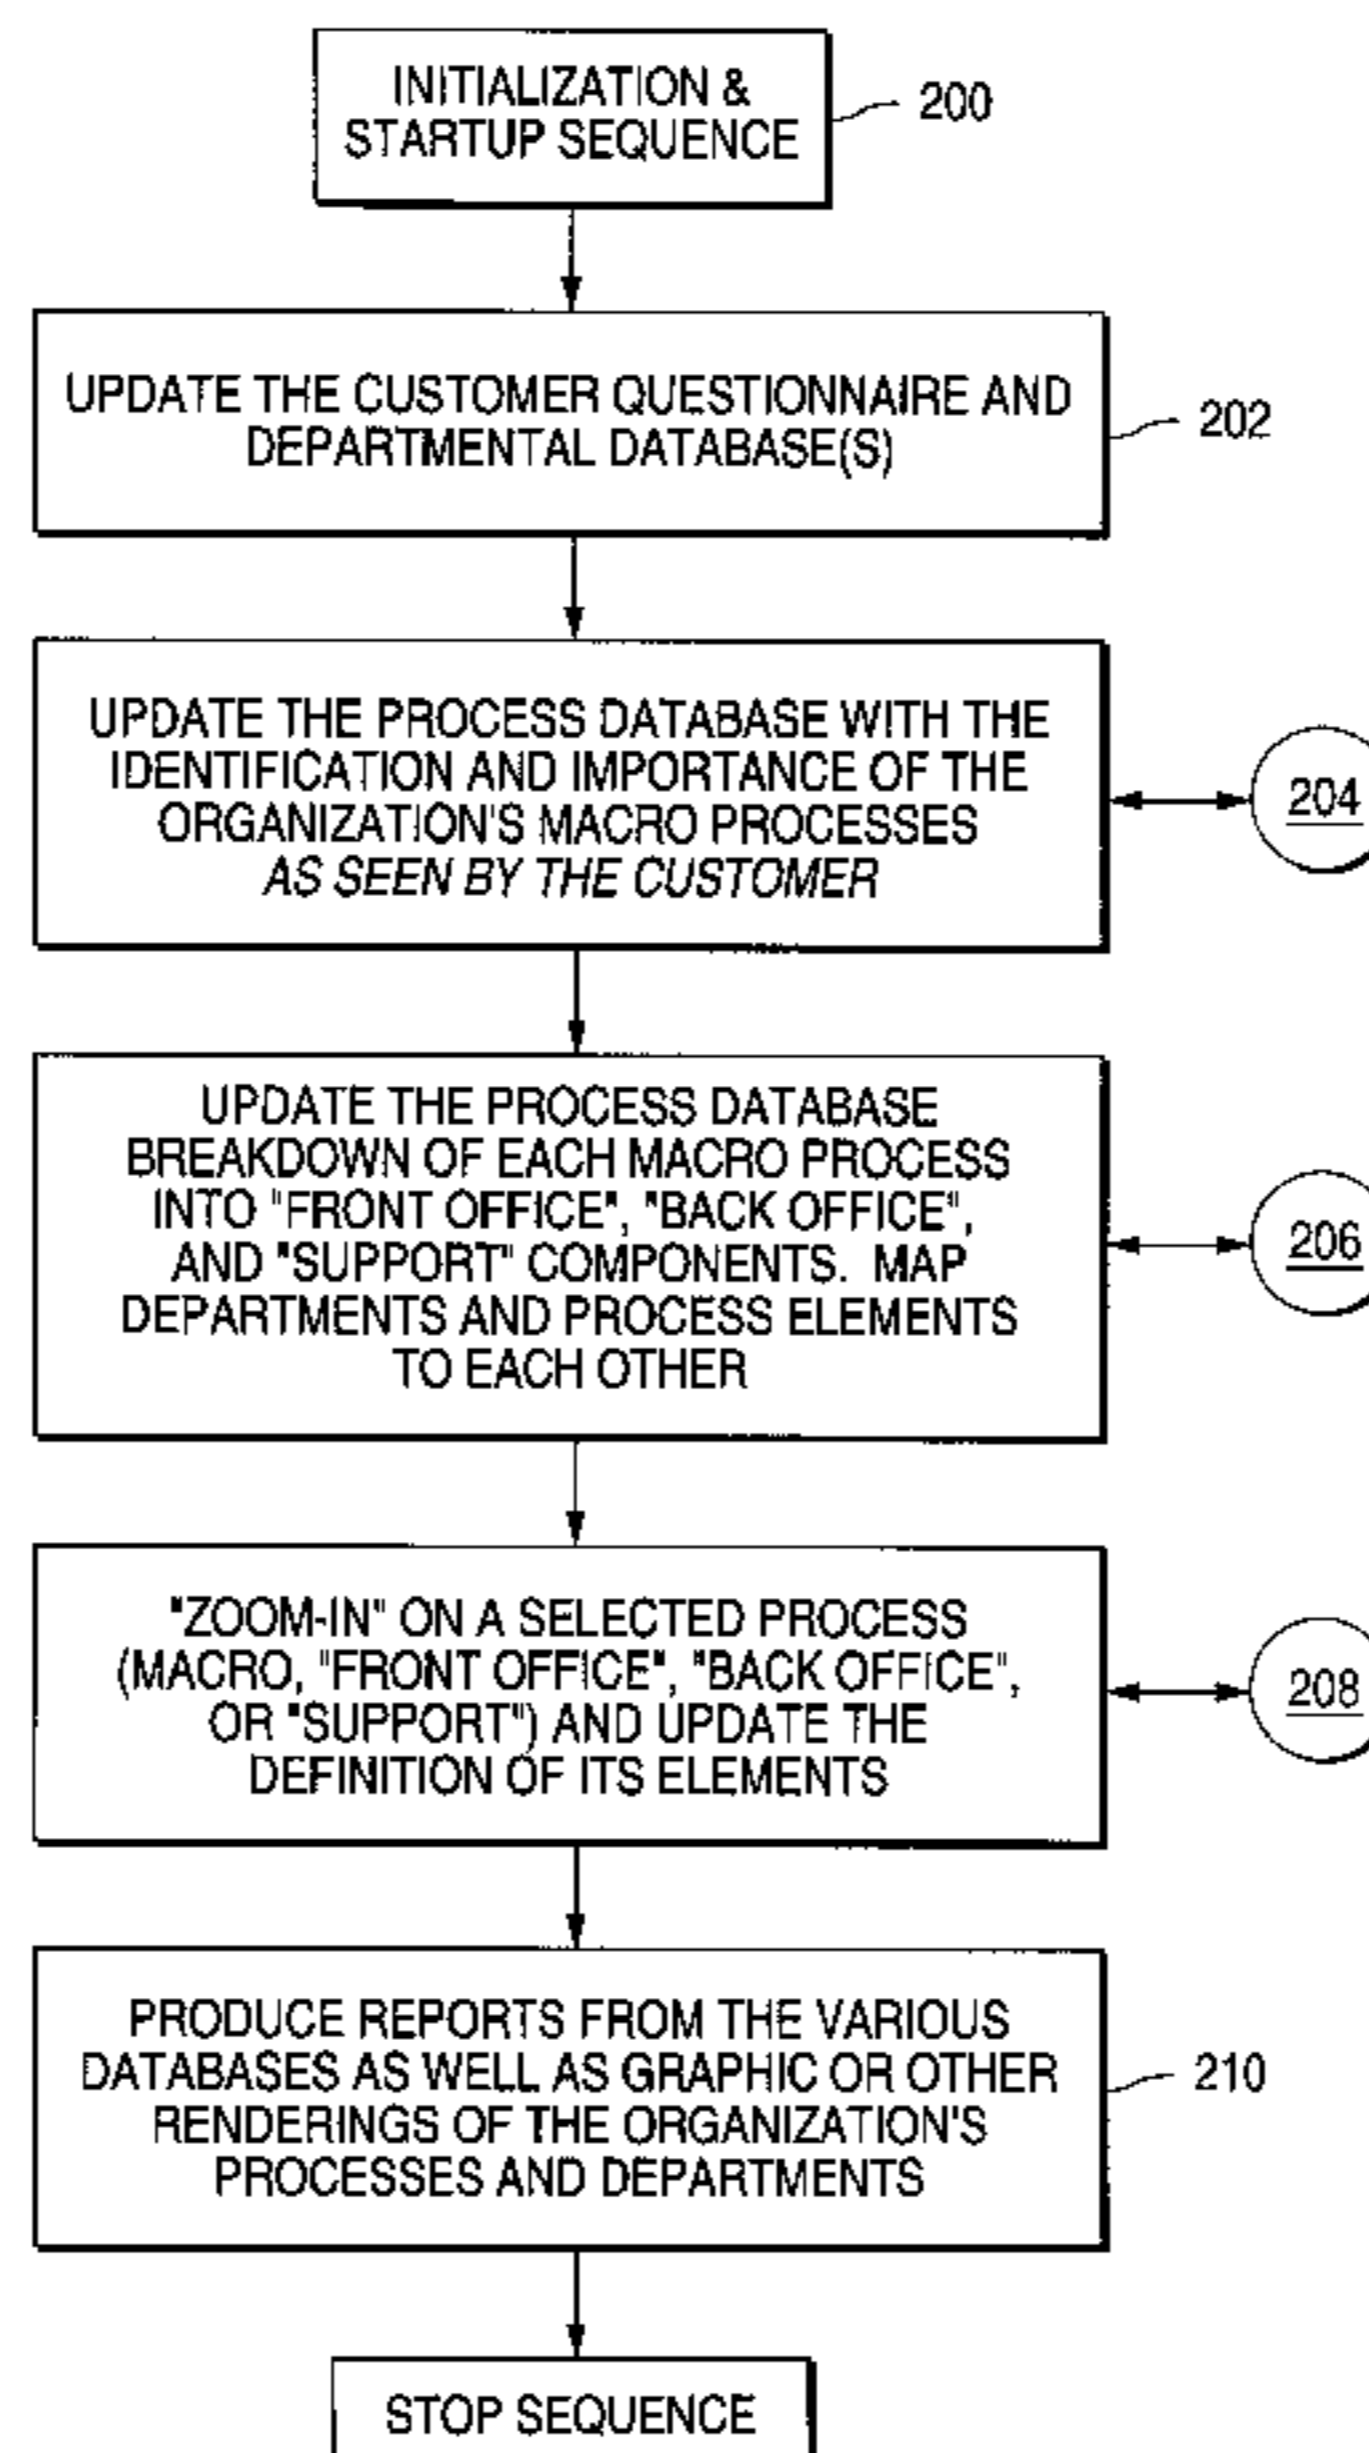 INITIALIZATION &
STARTUP SEQUENCE
200
UPDATE THE CUSTOMER QUESTIONNAIRE AND
DEPARTMENTAL DATABASE(S)
202
UPDATE THE PROCESS DATABASE WITH THE
IDENTIFICATION AND IMPORTANCE OF THE
ORGANIZATION'S MACRO PROCESSES
AS SEEN BY THE CUSTOMER
204
UPDATE THE PROCESS DATABASE
BREAKDOWN OF EACH MACRO PROCESS
INTO "FRONT OFFICE", "BACK OFFICE",
AND "SUPPORT" COMPONENTS. MAP
DEPARTMENTS AND PROCESS ELEMENTS
TO EACH OTHER
206
"ZOOM-IN" ON A SELECTED PROCESS
(MACRO, "FRONT OFFICE", "BACK OFFICE",
OR "SUPPORT") AND UPDATE THE
DEFINITION OF ITS ELEMENTS
208
PRODUCE REPORTS FROM THE VARIOUS
DATABASES AS WELL AS GRAPHIC OR OTHER
RENDERINGS OF THE ORGANIZATION'S
PROCESSES AND DEPARTMENTS
210
STOP SEQUENCE